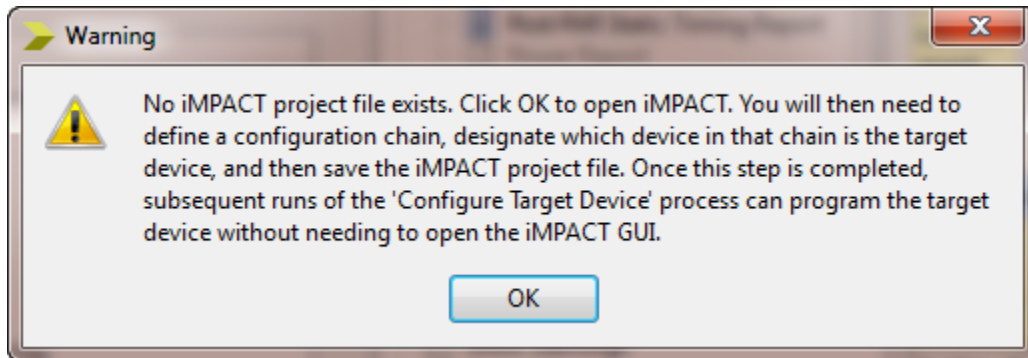 Warning
No iMPACT project file exists. Click OK to open iMPACT. You will then need to
define a configuration chain, designate which device in that chain is the target
device, and then save the iMPACT project file. Once this step is completed,
subsequent runs of the 'Configure Target Device' process can program the target
device without needing to open the iMPACT GUI.
OK